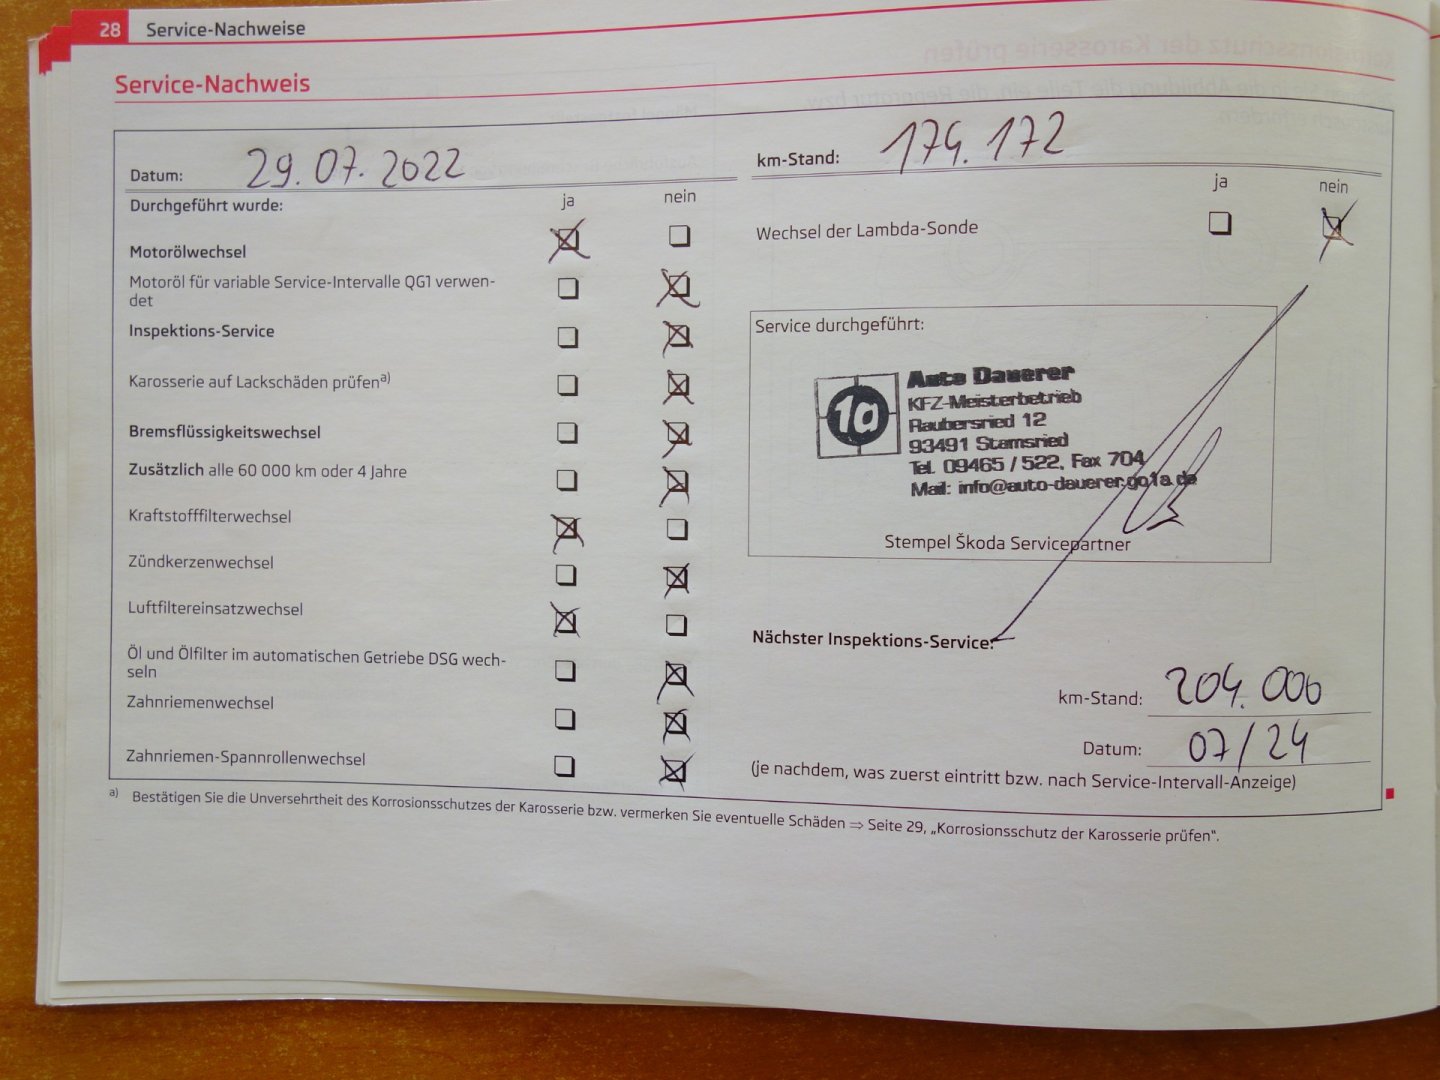 28 Service-Nachweise
Service-Nachweis
Datum: 29.07.2022
Durchgeführt wurde: ja nein
Motorölwechsel
Motoröl für variable Service-Intervalle QG1 verwen-
det
Inspektions-Service
Karosserie auf Lackschäden prüfen a)
Bremsflüssigkeitswechsel
Zusätzlich alle 60 000 km oder 4 Jahre
Kraftstofffilterwechsel
Zündkerzenwechsel
Luftfiltereinsatzwechsel
Öl und Ölfilter im automatischen Getriebe DSG wech-
seln
Zahnriemenwechsel
Zahnriemen-Spannrollenwechsel
km-Stand: 174.172
ja nein
Wechsel der Lambda-Sonde
Service durchgeführt:
1a
Auto Dauerer
KFZ-Meisterbetrieb
Raubersried 12
93491 Stamsried
Tel. 09465 / 522, Fax 704
Mail: info@auto-dauerer.go1a.de
Stempel Škoda Servicepartner
Nächster Inspektions-Service:
km-Stand: 204.000
Datum: 07/24
(je nachdem, was zuerst eintritt bzw. nach Service-Intervall-Anzeige)
a) Bestätigen Sie die Unversehrtheit des Korrosionsschutzes der Karosserie bzw. vermerken Sie eventuelle Schäden ⇒ Seite 29, „Korrosionsschutz der Karosserie prüfen“.